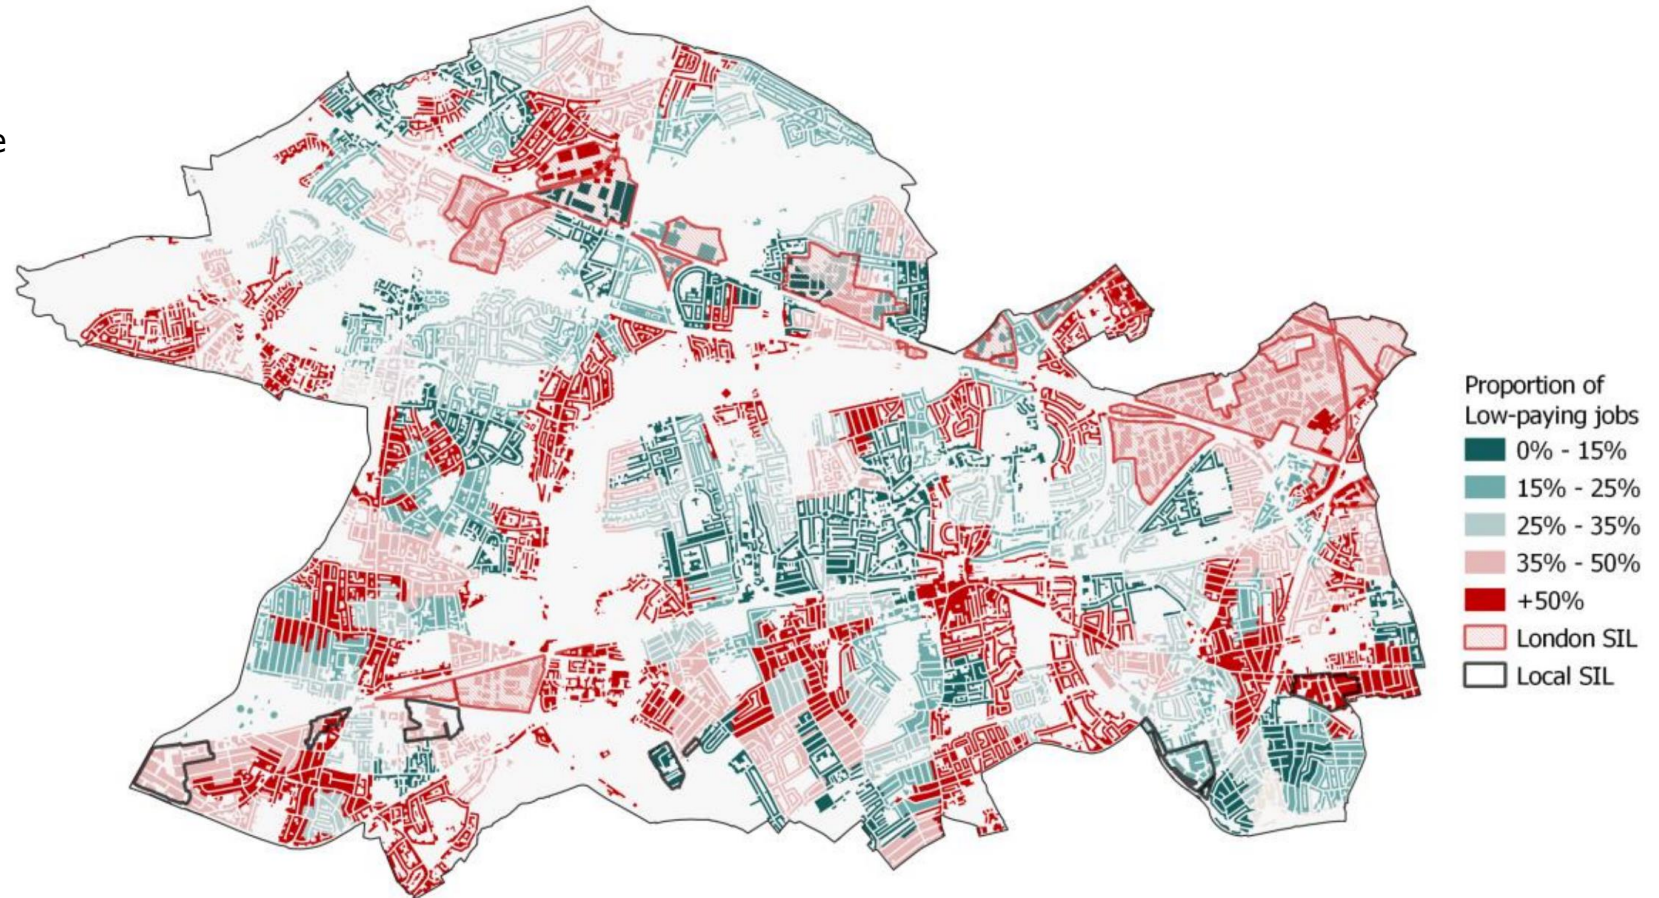 e
Proportion of
Low-paying jobs
0% - 15%
15% - 25%
25% - 35%
35% - 50%
+50%
London SIL
Local SIL